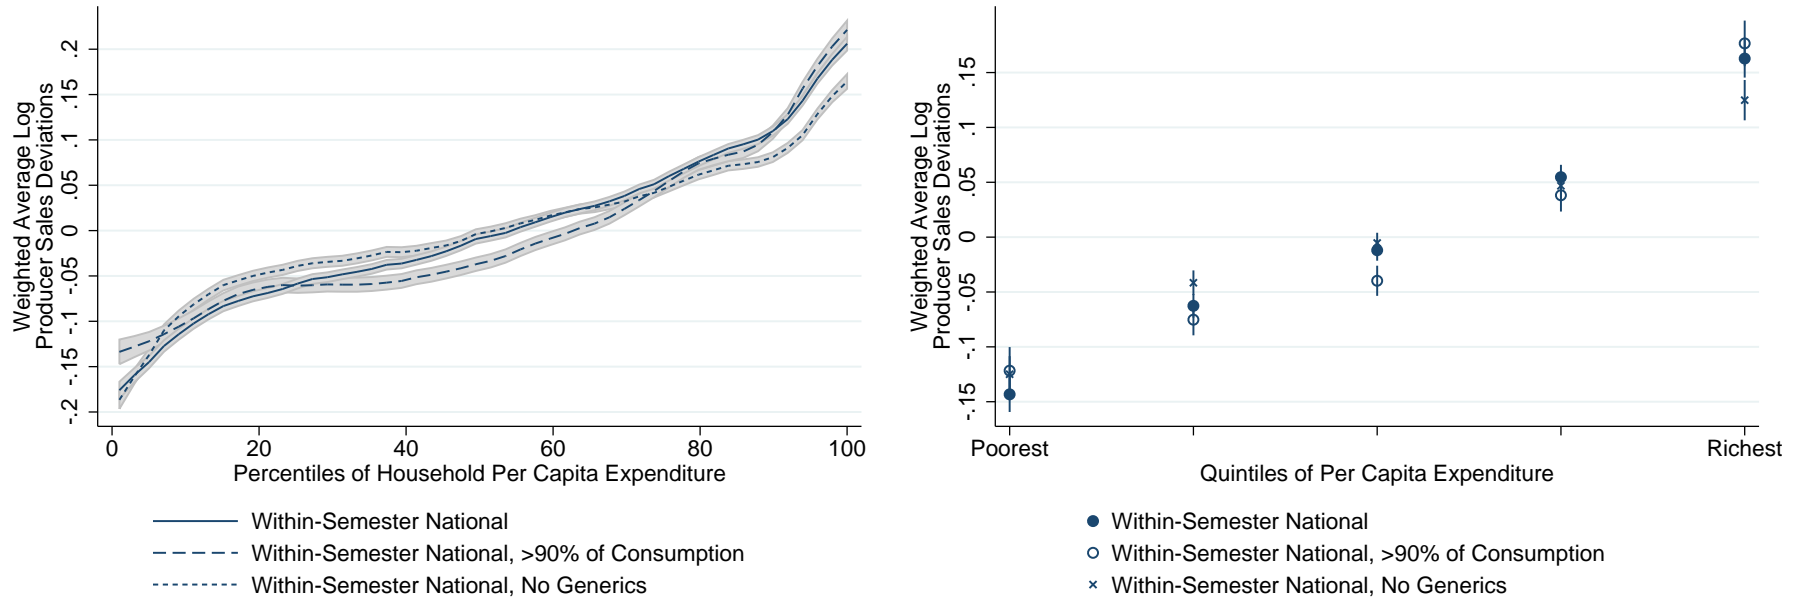 Weighted Average Log
Producer Sales Deviations
.2
.15
.1
.05
0
-.05
-.1
-.15
-.2
0 20 40 60 80 100
Percentiles of Household Per Capita Expenditure
Within-Semester National
Within-Semester National, >90% of Consumption
Within-Semester National, No Generics
Weighted Average Log
Producer Sales Deviations
.15
.1
.05
0
-.05
-.1
-.15
Poorest Richest
Quintiles of Per Capita Expenditure
Within-Semester National
Within-Semester National, >90% of Consumption
Within-Semester National, No Generics